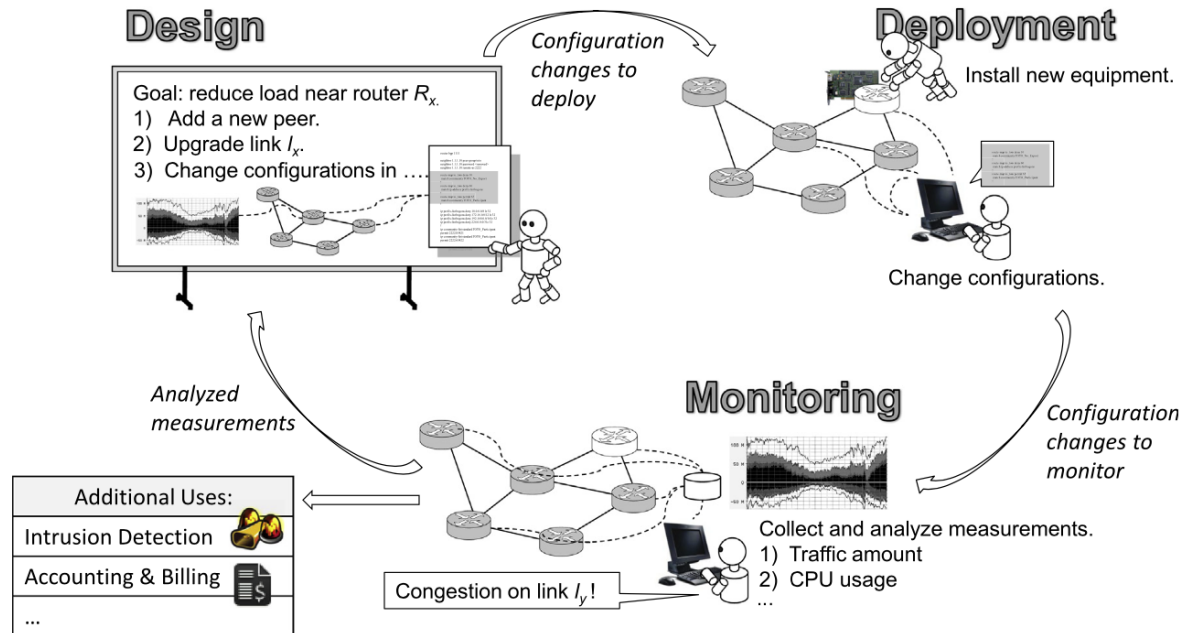 Design
Goal: reduce load near router Rx.
1) Add a new peer.
2) Upgrade link lx.
3) Change configurations in ….
Configuration
changes to
deploy
Deployment
Install new equipment.
Change configurations.
Configuration
changes to
monitor
Monitoring
Collect and analyze measurements.
1) Traffic amount
2) CPU usage
...
Congestion on link ly!
Analyzed
measurements
Additional Uses:
Intrusion Detection
Accounting & Billing
...